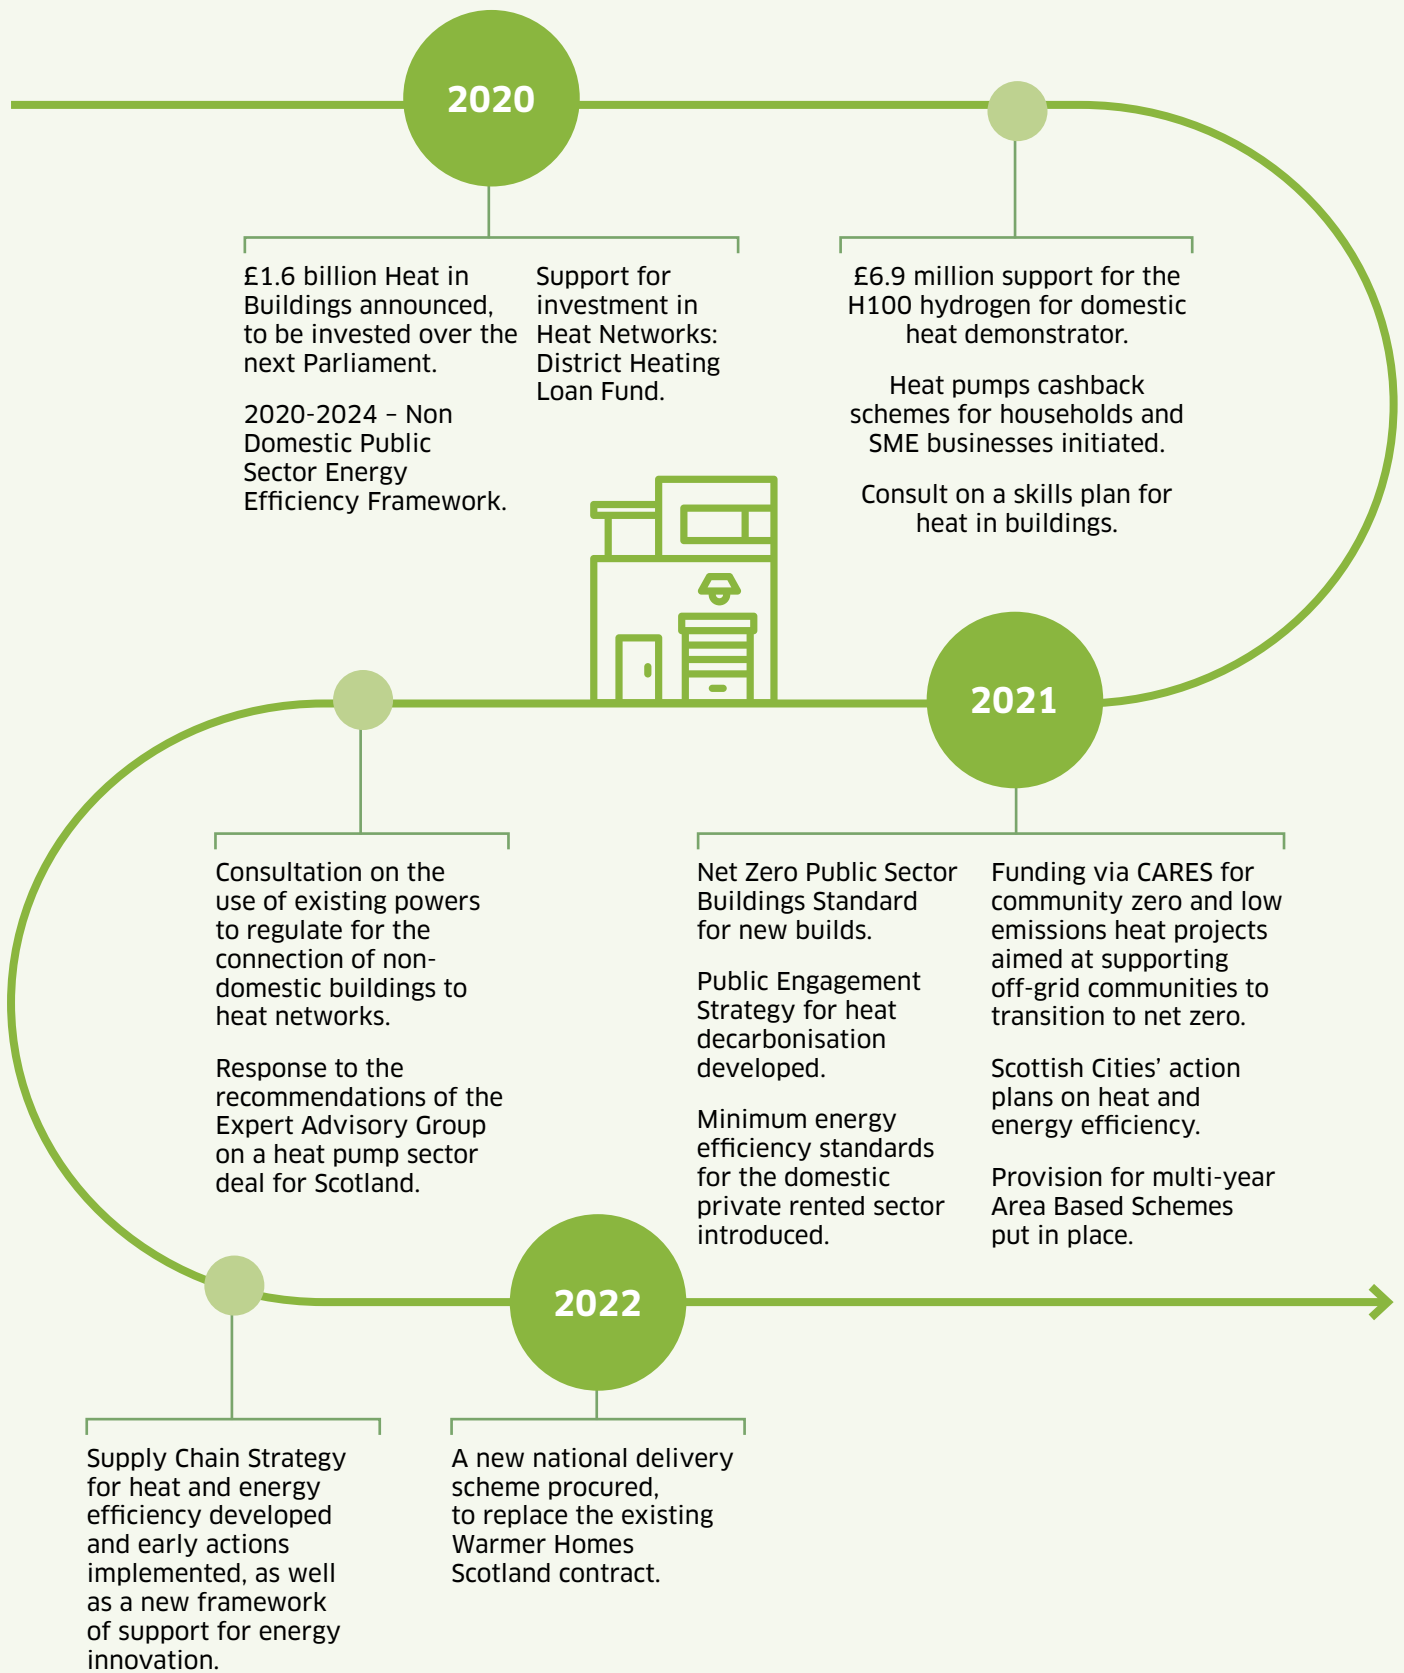 2020
£1.6 billion Heat in
Buildings announced,
to be invested over the
next Parliament.
2020-2024 – Non
Domestic Public
Sector Energy
Efficiency Framework.
Support for
investment in
Heat Networks:
District Heating
Loan Fund.
£6.9 million support for the
H100 hydrogen for domestic
heat demonstrator.
Heat pumps cashback
schemes for households and
SME businesses initiated.
Consult on a skills plan for
heat in buildings.
2021
Net Zero Public Sector
Buildings Standard
for new builds.
Public Engagement
Strategy for heat
decarbonisation
developed.
Minimum energy
efficiency standards
for the domestic
private rented sector
introduced.
Funding via CARES for
community zero and low
emissions heat projects
aimed at supporting
off-grid communities to
transition to net zero.
Scottish Cities’ action
plans on heat and
energy efficiency.
Provision for multi-year
Area Based Schemes
put in place.
Consultation on the
use of existing powers
to regulate for the
connection of non-
domestic buildings to
heat networks.
Response to the
recommendations of the
Expert Advisory Group
on a heat pump sector
deal for Scotland.
Supply Chain Strategy
for heat and energy
efficiency developed
and early actions
implemented, as well
as a new framework
of support for energy
innovation.
2022
A new national delivery
scheme procured,
to replace the existing
Warmer Homes
Scotland contract.